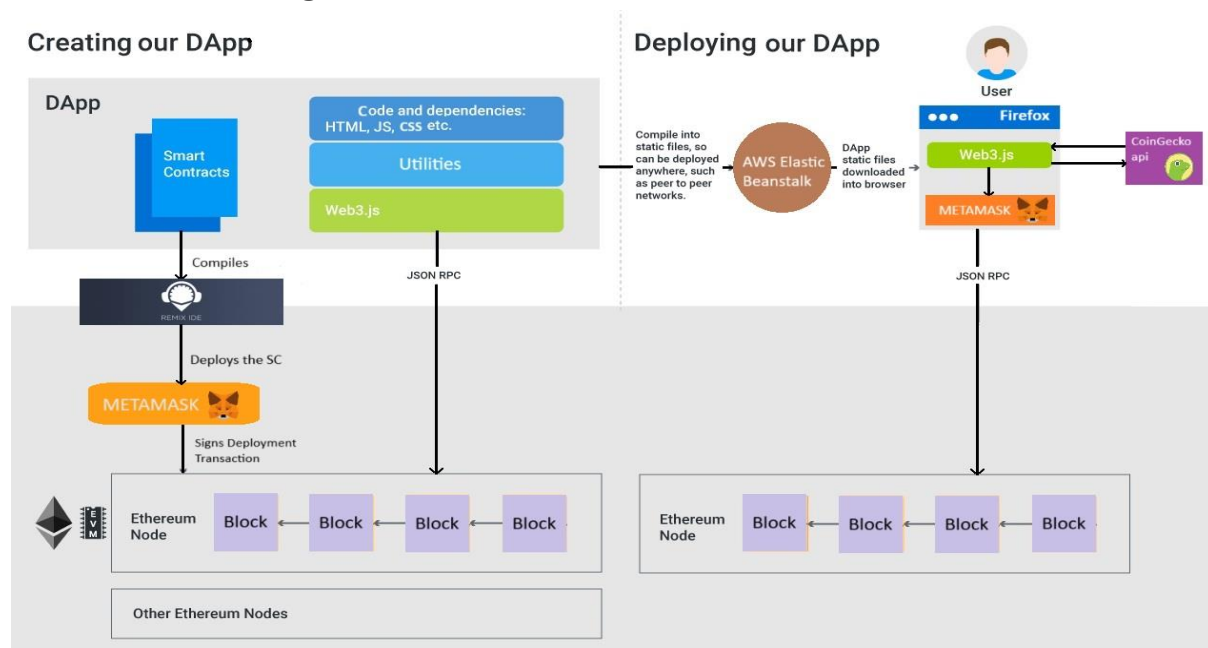 Creating our DApp
Deploying our DApp
DApp
Smart
Contracts
Code and dependencies:
HTML, JS, CSS etc.
Utilities
Web3.js
Compiles
REMIX IDE
Deploys the SC
METAMASK
Signs Deployment
Transaction
JSON RPC
EVM
Ethereum
Node
Block
Block
Block
Block
Other Ethereum Nodes
Compile into
static files, so
can be deployed
anywhere, such
as peer to peer
networks.
AWS Elastic
Beanstalk
DApp
static files
downloaded
into browser
User
Firefox
Web3.js
METAMASK
CoinGecko
api
JSON RPC
Ethereum
Node
Block
Block
Block
Block